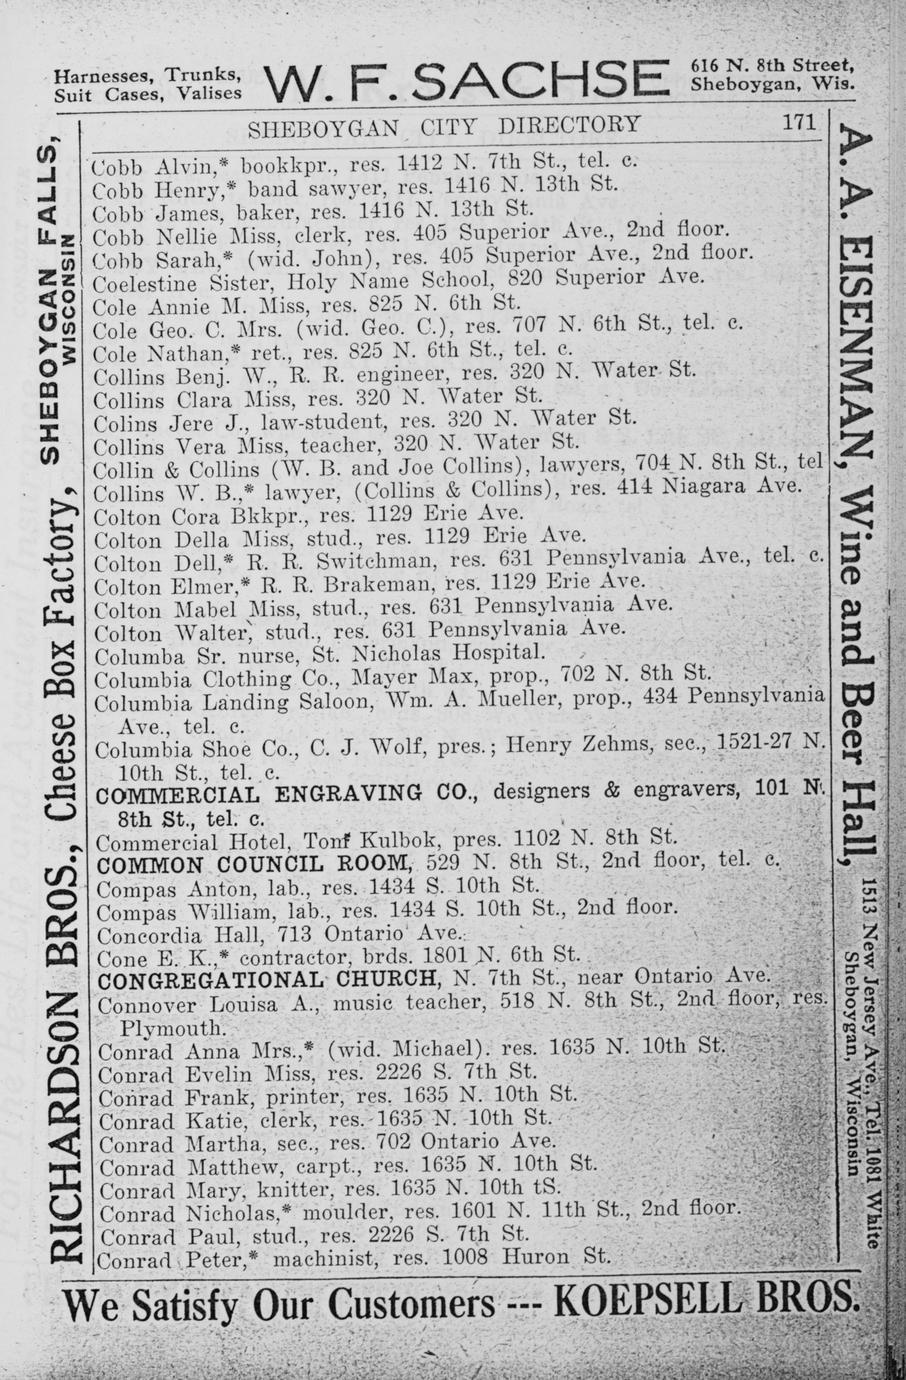 Harnesses, Trunks,
Suit Cases, Valises
W. F. SACHSE
616 N. 8th Street,
Sheboygan, Wis.
SHEBOYGAN CITY DIRECTORY 171
Cobb Alvin,* bookkpr., res. 1412 N. 7th St., tel. c.
Cobb Henry,* band sawyer, res. 1416 N. 13th St.
Cobb James, baker, res. 1416 N. 13th St.
Cobb Nellie Miss, clerk, res. 405 Superior Ave., 2nd floor.
Cobb Sarah,* (wid. John), res. 405 Superior Ave., 2nd floor.
Coelestine Sister, Holy Name School, 820 Superior Ave.
Cole Annie M. Miss, res. 825 N. 6th St.
Cole Geo. C. Mrs. (wid. Geo. C.), res. 707 N. 6th St., tel. c.
Cole Nathan,* ret., res. 825 N. 6th St., tel. c.
Collins Benj. W., R. R. engineer, res. 320 N. Water St.
Collins Clara Miss, res. 320 N. Water St.
Colins Jere J., law-student, res. 320 N. Water St.
Collins Vera Miss, teacher, 320 N. Water St.
Collin & Collins (W. B. and Joe Collins), lawyers, 704 N. 8th St., tel
Collins W. B.,* lawyer, (Collins & Collins), res. 414 Niagara Ave.
Colton Cora Bkkpr., res. 1129 Erie Ave.
Colton Della Miss, stud., res. 1129 Erie Ave.
Colton Dell,* R. R. Switchman, res. 631 Pennsylvania Ave., tel. c.
Colton Elmer,* R. R. Brakeman, res. 1129 Erie Ave.
Colton Mabel Miss, stud., res. 631 Pennsylvania Ave.
Colton Walter, stud., res. 631 Pennsylvania Ave.
Columba Sr. nurse, St. Nicholas Hospital.
Columbia Clothing Co., Mayer Max, prop., 702 N. 8th St.
Columbia Landing Saloon, Wm. A. Mueller, prop., 434 Pennsylvania
Ave., tel. c.
Columbia Shoe Co., C. J. Wolf, pres.; Henry Zehms, sec., 1521-27 N.
10th St., tel. c.
COMMERCIAL ENGRAVING CO., designers & engravers, 101 N.
8th St., tel. c.
Commercial Hotel, Tony Kulbok, pres. 1102 N. 8th St.
COMMON COUNCIL ROOM, 529 N. 8th St., 2nd floor, tel. c.
Compas Anton, lab., res. 1434 S. 10th St.
Compas William, lab., res. 1434 S. 10th St., 2nd floor.
Concordia Hall, 713 Ontario Ave.
Cone E. K.,* contractor, brds. 1801 N. 6th St.
CONGREGATIONAL CHURCH, N. 7th St., near Ontario Ave.
Connover Louisa A., music teacher, 518 N. 8th St., 2nd floor, res.
Plymouth.
Conrad Anna Mrs.,* (wid. Michael). res. 1635 N. 10th St.
Conrad Evelin Miss, res. 2226 S. 7th St.
Conrad Frank, printer, res. 1635 N. 10th St.
Conrad Katie, clerk, res. 1635 N. 10th St.
Conrad Martha, sec., res. 702 Ontario Ave.
Conrad Matthew, carpt., res. 1635 N. 10th St.
Conrad Mary, knitter, res. 1635 N. 10th tS.
Conrad Nicholas,* moulder, res. 1601 N. 11th St., 2nd floor.
Conrad Paul, stud., res. 2226 S. 7th St.
Conrad Peter,* machinist, res. 1008 Huron St.
RICHARDSON BROS., Cheese Box Factory, SHEBOYGAN FALLS,
WISCONSIN
A. A. EISENMAN, Wine and Beer Hall,
1513 New Jersey Ave., Tel. 1081 White
Sheboygan, Wisconsin
We Satisfy Our Customers --- KOEPSELL BROS.